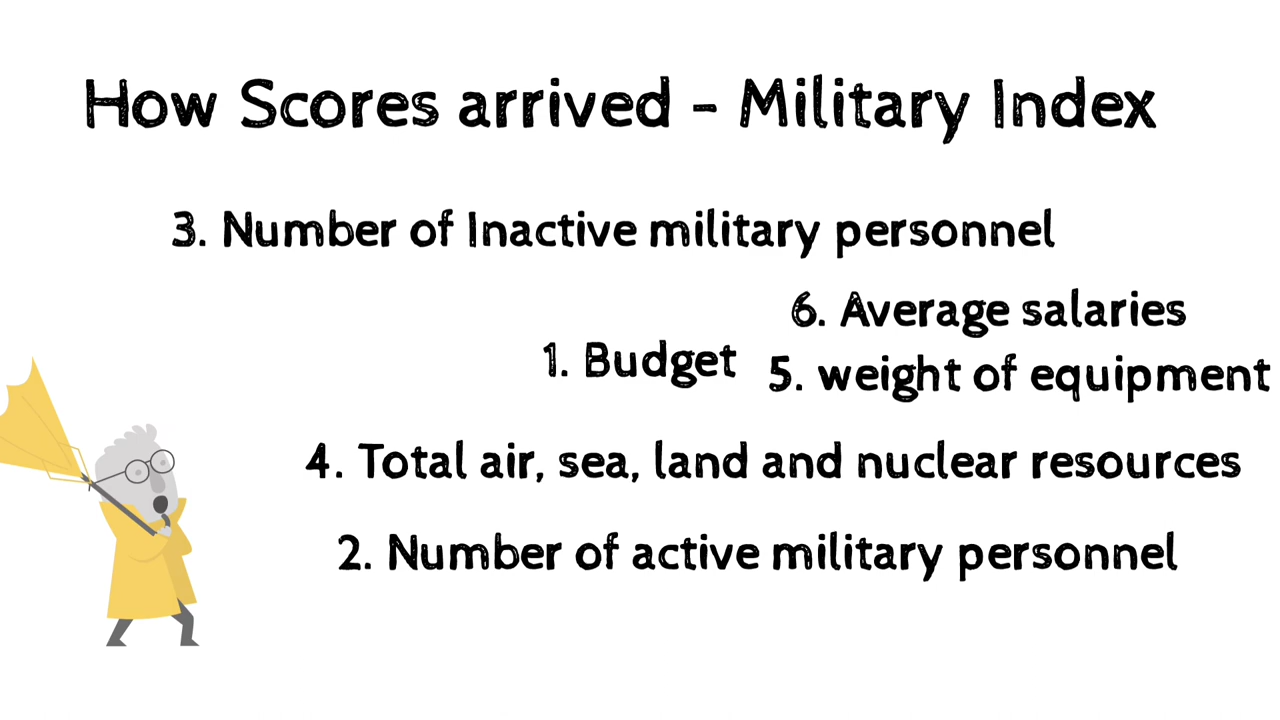 How Scores arrived - Military Index
3. Number of Inactive military personnel
6. Average salaries
1. Budget
5. weight of equipment
4. Total air, sea, land and nuclear resources
2. Number of active military personnel